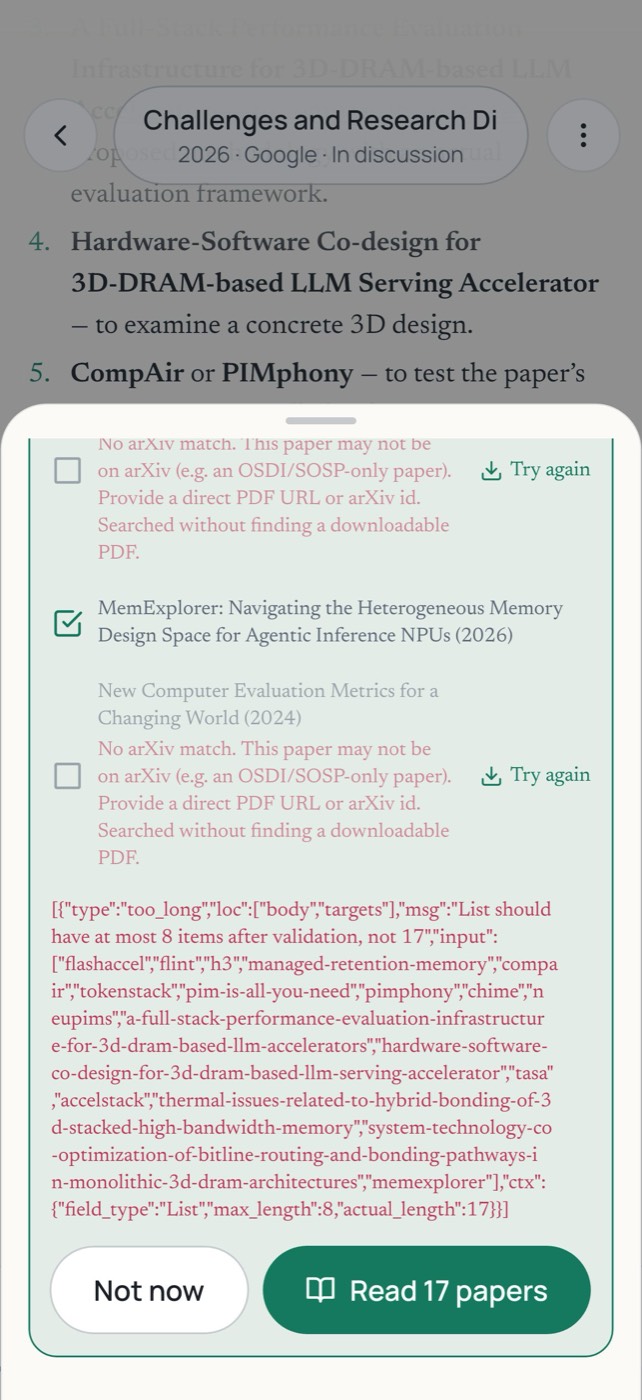 A Full-Stack Performance Evaluation
Infrastructure for 3D-DRAM-based LLM
Challenges and Research Di
2026 · Google · In discussion
evaluation framework.
4. Hardware-Software Co-design for
3D-DRAM-based LLM Serving Accelerator
— to examine a concrete 3D design.
5. CompAir or PIMphony — to test the paper's
No arXiv match. This paper may not be
on arXiv (e.g. an OSDI/SOSP-only paper).
Try again
Provide a direct PDF URL or arXiv id.
Searched without finding a downloadable
PDF.
MemExplorer: Navigating the Heterogeneous Memory
Design Space for Agentic Inference NPUs (2026)
New Computer Evaluation Metrics for a
Changing World (2024)
No arXiv match. This paper may not be
on arXiv (e.g. an OSDI/SOSP-only paper).
Try again
Provide a direct PDF URL or arXiv id.
Searched without finding a downloadable
PDF.
[{"type":"too_long","loc":["body","targets"],"msg":"List should
have at most 8 items after validation, not 17","input":
["flashaccel","flint","h3","managed-retention-memory","compa
ir","tokenstack","pim-is-all-you-need","pimphony","chime","n
eupims","a-full-stack-performance-evaluation-infrastructur
e-for-3d-dram-based-llm-accelerators","hardware-software-
co-design-for-3d-dram-based-llm-serving-accelerator","tasa"
,"accelstack","thermal-issues-related-to-hybrid-bonding-of-3
d-stacked-high-bandwidth-memory","system-technology-co
-optimization-of-bitline-routing-and-bonding-pathways-i
n-monolithic-3d-dram-architectures","memexplorer"],"ctx":
{"field_type":"List","max_length":8,"actual_length":17}}]
Not now
Read 17 papers